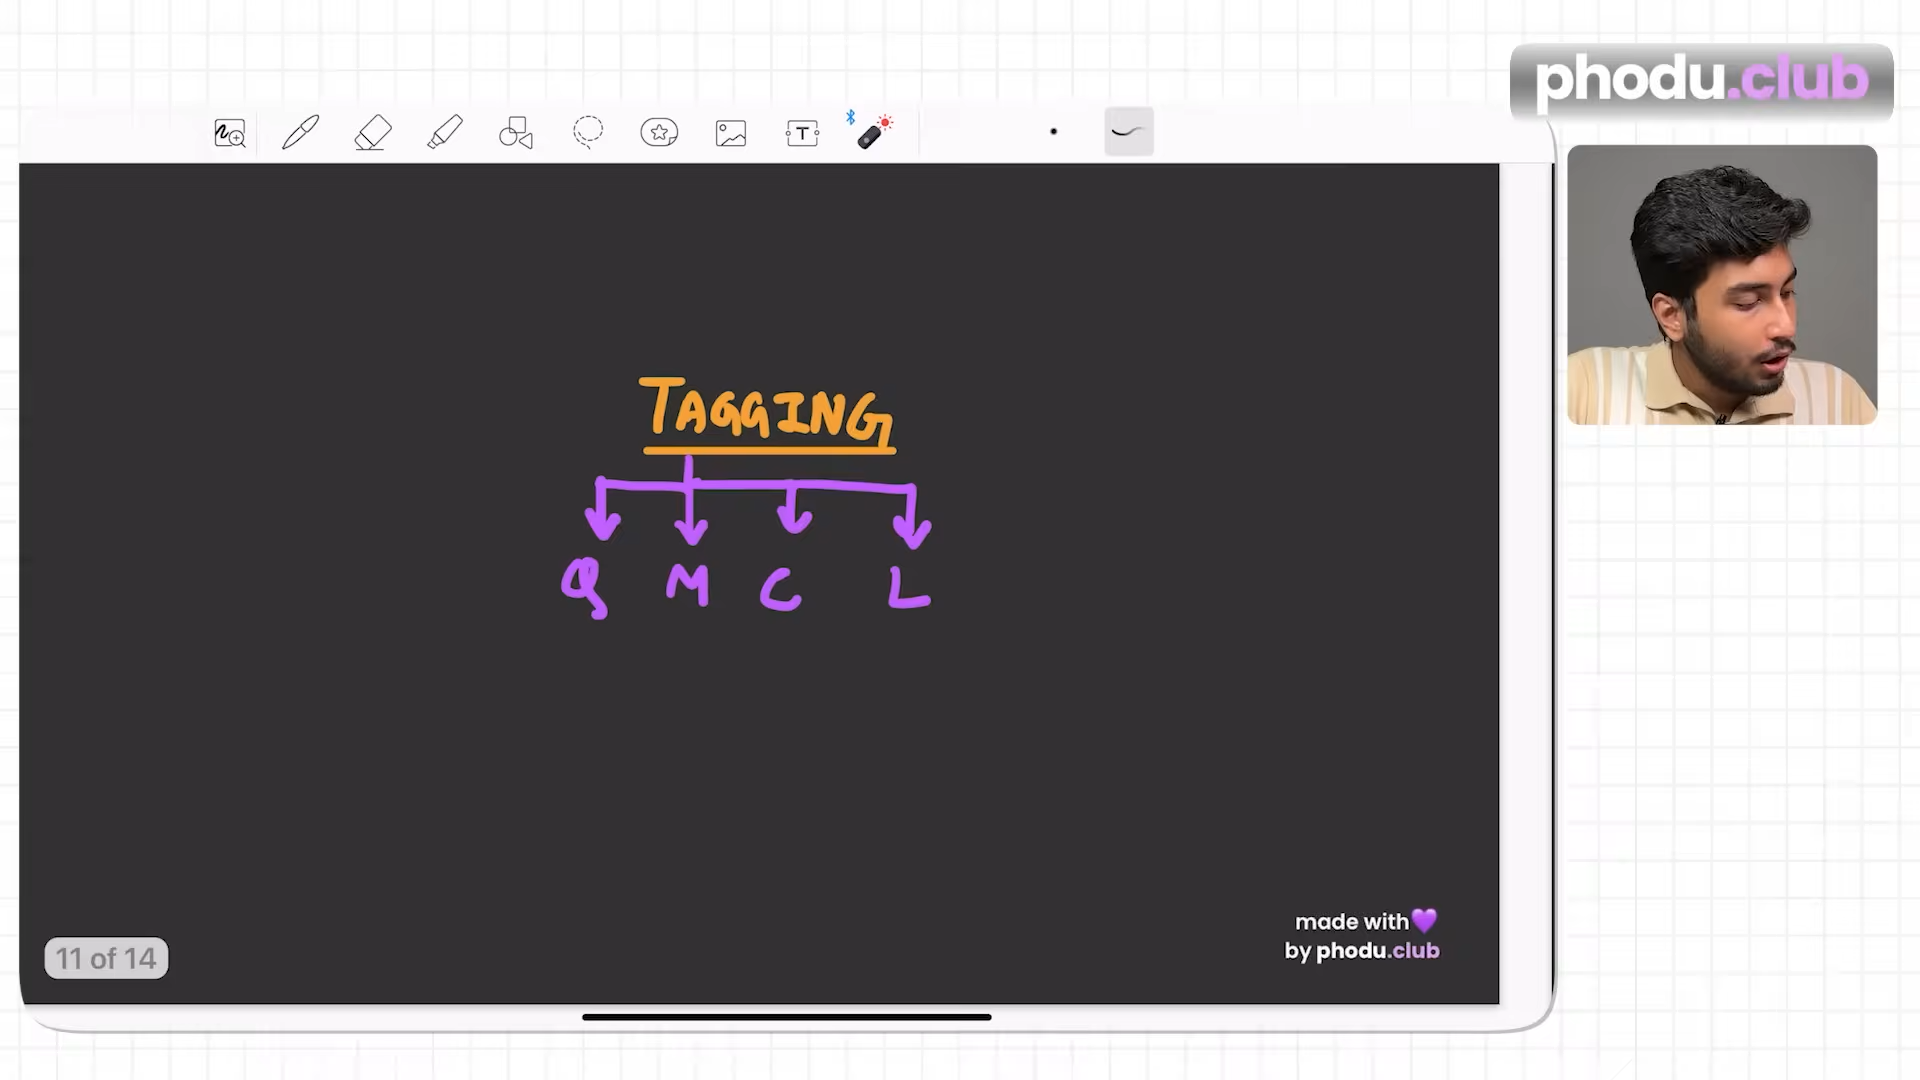 phodu.club
T
TAGGING
Q M C L
made with💜
by phodu.club
11 of 14